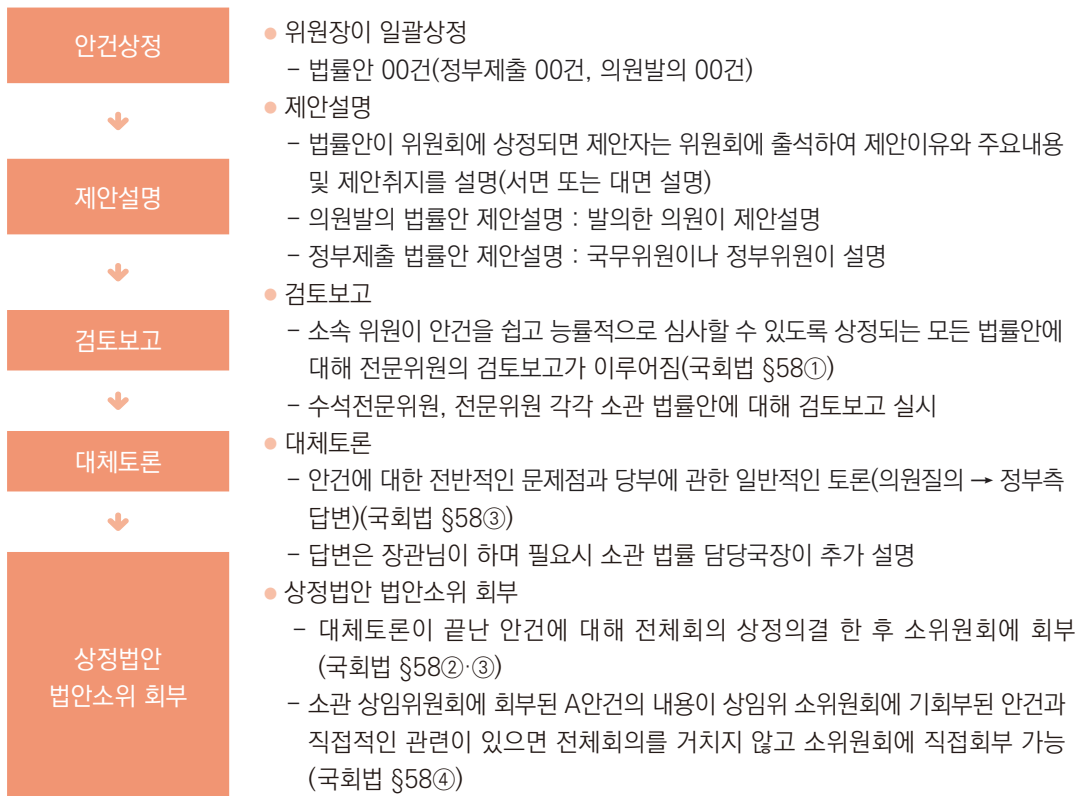 안건상정
● 위원장이 일괄상정
- 법률안 00건(정부제출 00건, 의원발의 00건)
제안설명
● 제안설명
- 법률안이 위원회에 상정되면 제안자는 위원회에 출석하여 제안이유와 주요내용
및 제안취지를 설명(서면 또는 대면 설명)
- 의원발의 법률안 제안설명 : 발의한 의원이 제안설명
- 정부제출 법률안 제안설명 : 국무위원이나 정부위원이 설명
검토보고
● 검토보고
- 소속 위원이 안건을 쉽고 능률적으로 심사할 수 있도록 상정되는 모든 법률안에
대해 전문위원의 검토보고가 이루어짐(국회법 §58①)
- 수석전문위원, 전문위원 각각 소관 법률안에 대해 검토보고 실시
대체토론
● 대체토론
- 안건에 대한 전반적인 문제점과 당부에 관한 일반적인 토론(의원질의 → 정부측
답변)(국회법 §58③)
- 답변은 장관님이 하며 필요시 소관 법률 담당국장이 추가 설명
상정법안
법안소위 회부
● 상정법안 법안소위 회부
- 대체토론이 끝난 안건에 대해 전체회의 상정의결 한 후 소위원회에 회부
(국회법 §58②·③)
- 소관 상임위원회에 회부된 A안건의 내용이 상임위 소위원회에 기회부된 안건과
직접적인 관련이 있으면 전체회의를 거치지 않고 소위원회에 직접회부 가능
(국회법 §58④)